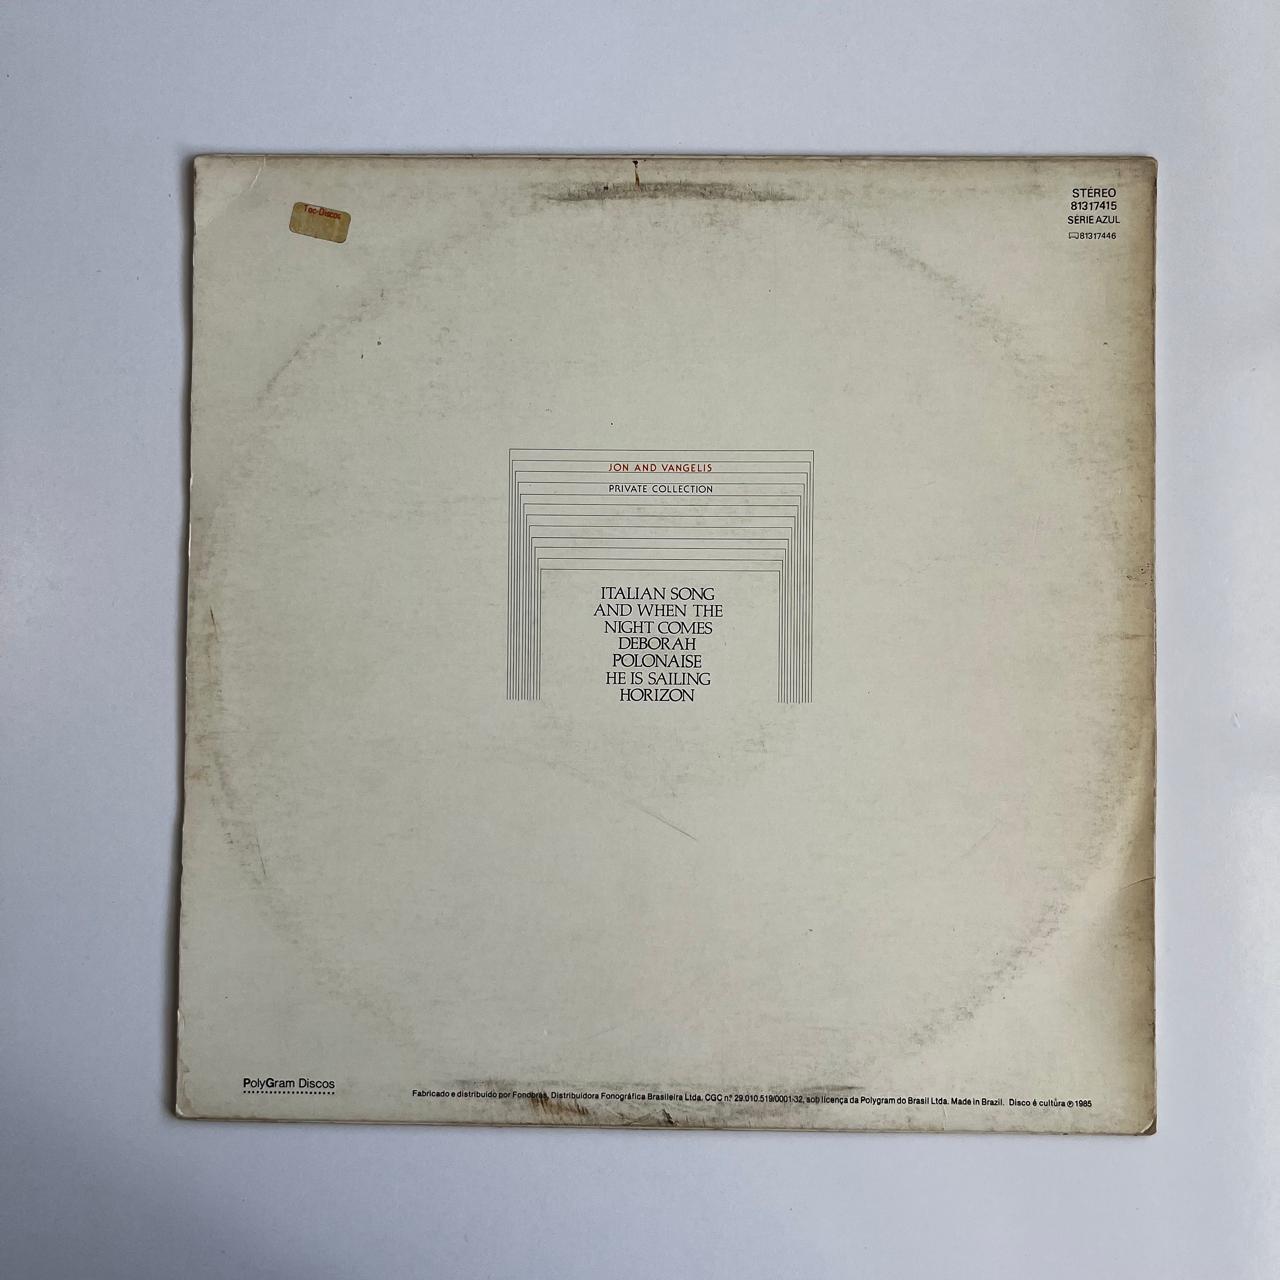 Toc-Discos
STÉREO
81317415
SÉRIE AZUL
81317446
JON AND VANGELIS
PRIVATE COLLECTION
ITALIAN SONG
AND WHEN THE
NIGHT COMES
DEBORAH
POLONAISE
HE IS SAILING
HORIZON
PolyGram Discos
Fabricado e distribuido por Fonobras, Distribuidora Fonográfica Brasileira Ltda. CGC n.º 29.010.519/0001-32, sob licença da Polygram do Brasil Ltda. Made in Brazil. Disco é cultura ℗ 1985